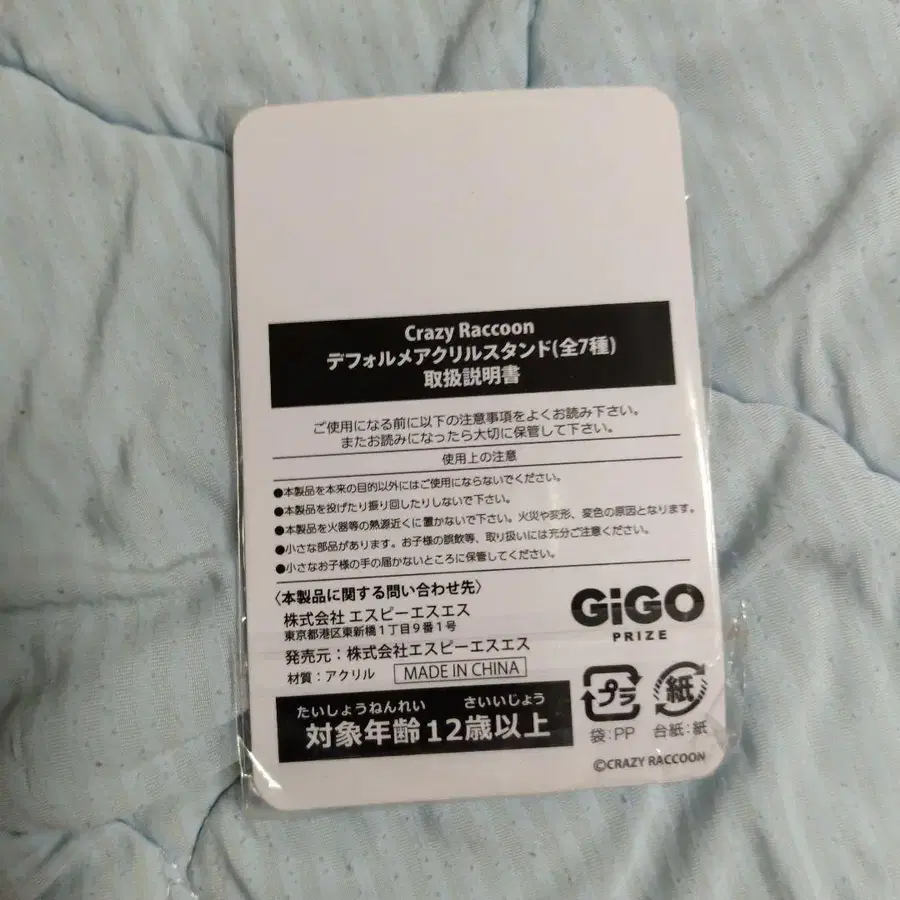 Crazy Raccoon
デフォルメアクリルスタンド(全7種)
取扱説明書
ご使用になる前に以下の注意事項をよくお読み下さい。
またお読みになったら大切に保管して下さい。
使用上の注意
●本製品を本来の目的以外にはご使用にならないでください。
●本製品を投げたり振り回したりしないで下さい。
●本製品を火器等の熱源近くに置かないで下さい。火災や変形、変色の原因となります。
●小さな部品があります。お子様の誤飲等、取り扱いには充分ご注意ください。
●小さなお子様の手の届かないところに保管してください。
〈本製品に関する問い合わせ先〉
株式会社 エスピーエスエス
東京都港区東新橋1丁目9番1号
発売元：株式会社エスピーエスエス
材質：アクリル MADE IN CHINA
GiGO
PRIZE
たいしょうねんれい さいいじょう
対象年齢12歳以上
プラ 紙
袋:PP 台紙:紙
©CRAZY RACCOON